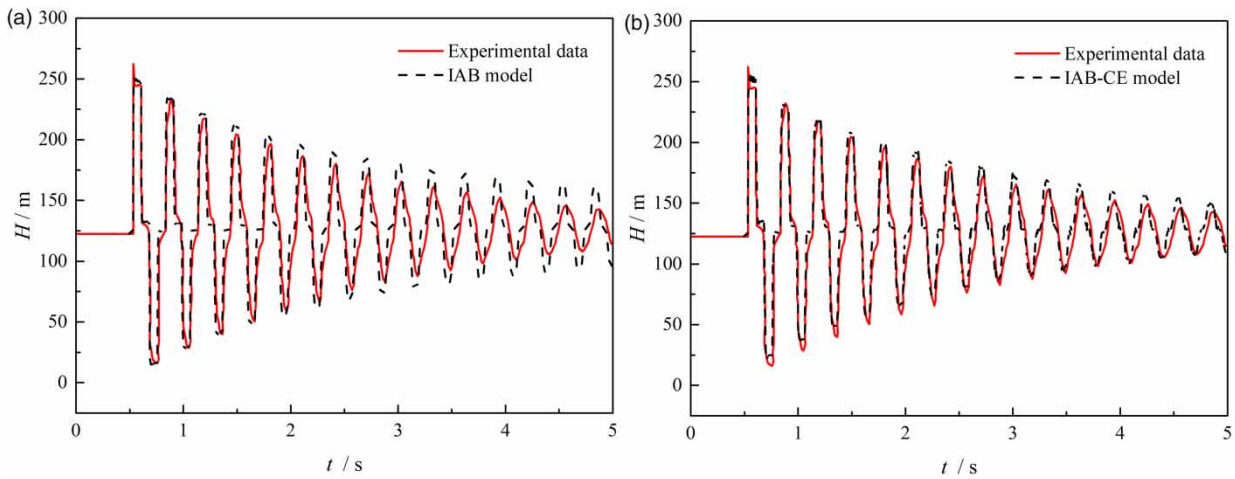 (a)
300
250
200
150
100
50
0
H / m
0 1 2 3 4 5
t / s
Experimental data
IAB model
(b)
300
250
200
150
100
50
0
H / m
0 1 2 3 4 5
t / s
Experimental data
IAB-CE model